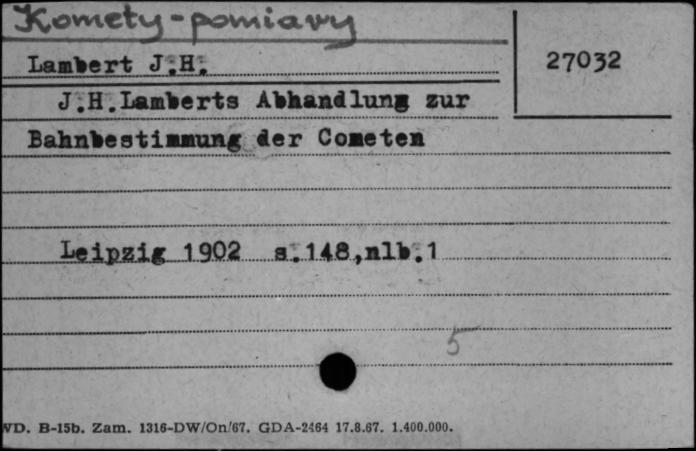 Komety-pomiary
Lambert J.H.
27032
J.H.Lamberts Abhandlung zur
Bahnbestimmung der Cometen
Leipzig 1902 s.148,nlb.1
5
WD. B-15b. Zam. 1316-DW/On/67. GDA-2464 17.8.67. 1.400.000.